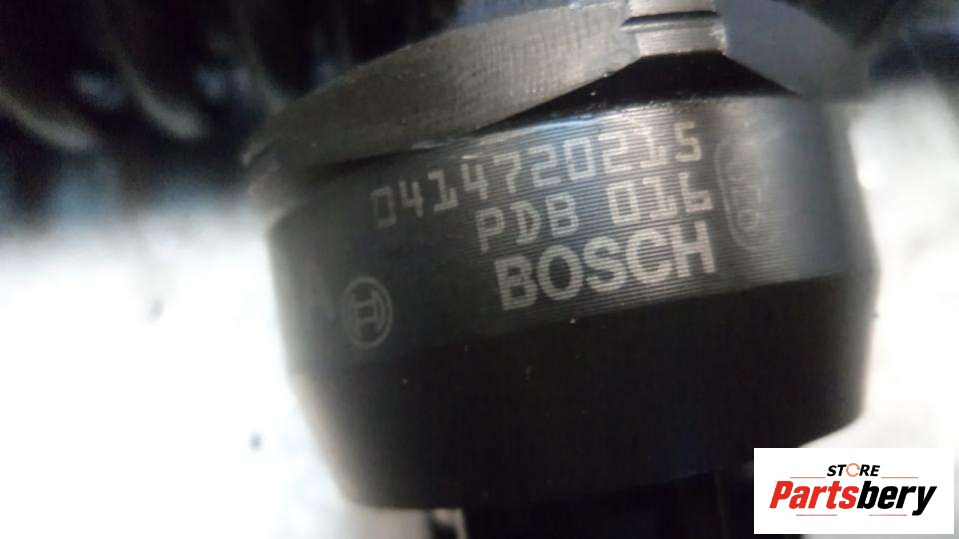 0414720215
PDB 016
BOSCH
STORE
Partsbery